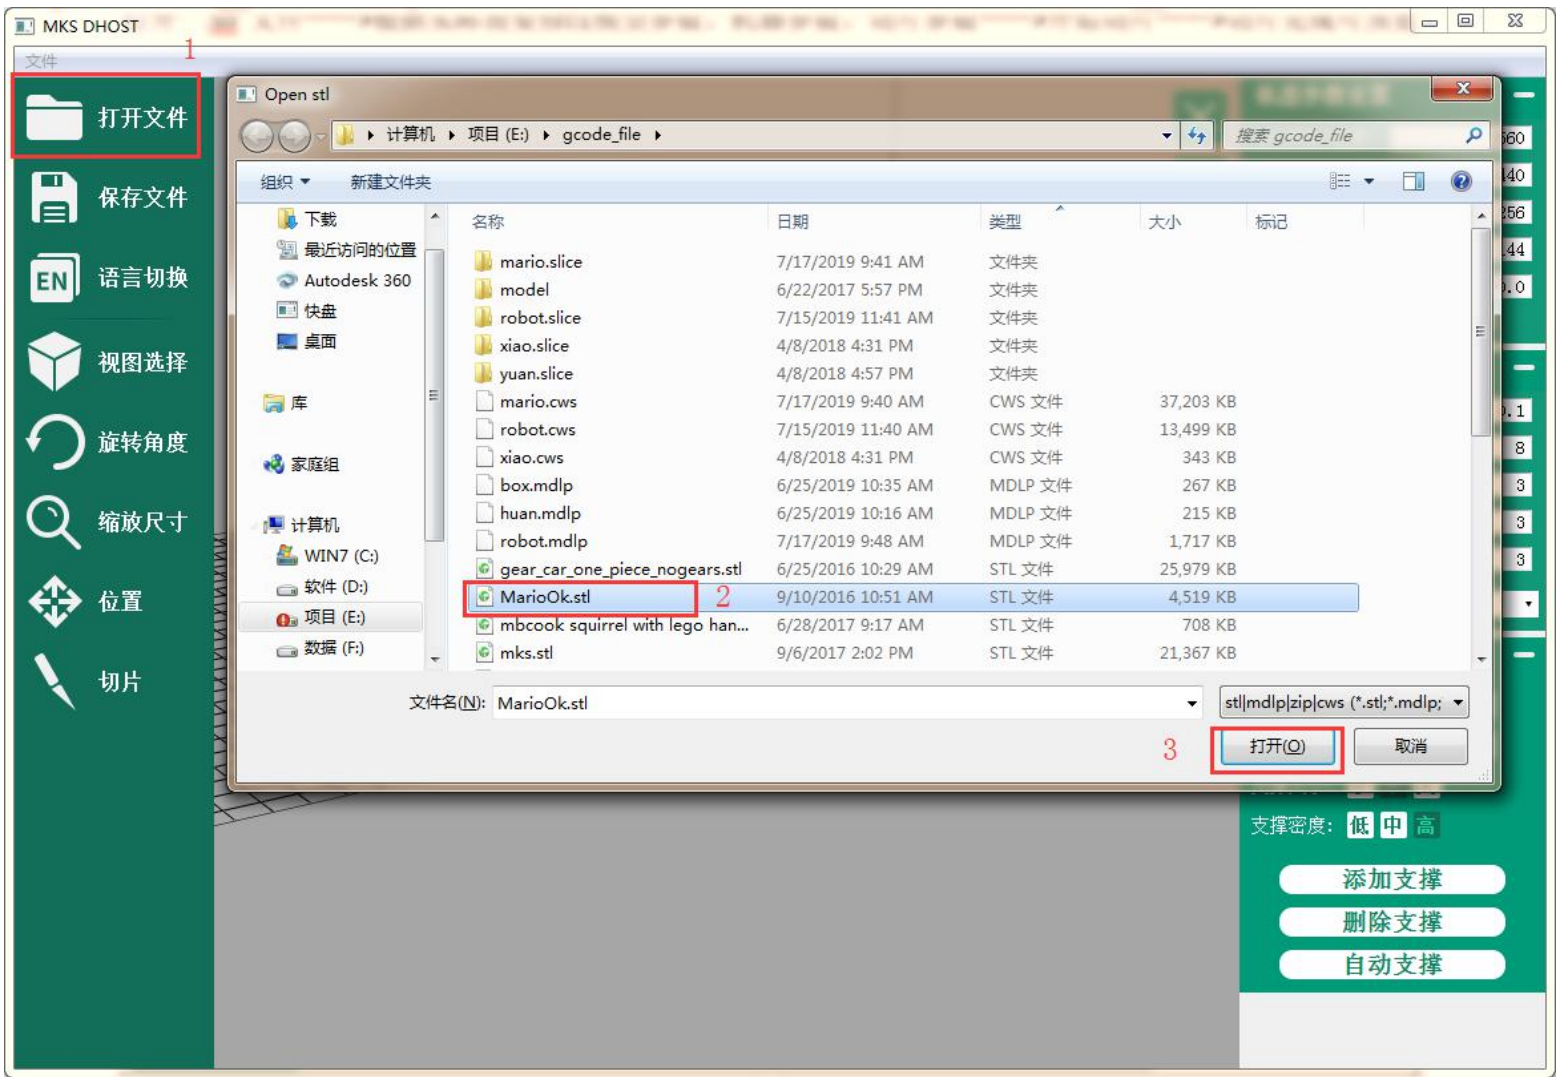 MKS DHOST
1
文件
打开文件
保存文件
EN 语言切换
视图选择
旋转角度
缩放尺寸
位置
切片
Open stl
计算机 项目 (E:) gcode_file
搜索 gcode_file
组织 新建文件夹
下载
最近访问的位置
Autodesk 360
快盘
桌面
库
家庭组
计算机
WIN7 (C:)
软件 (D:)
项目 (E:)
数据 (F:)
名称 日期 类型 大小 标记
mario.slice 7/17/2019 9:41 AM 文件夹
model 6/22/2017 5:57 PM 文件夹
robot.slice 7/15/2019 11:41 AM 文件夹
xiao.slice 4/8/2018 4:31 PM 文件夹
yuan.slice 4/8/2018 4:57 PM 文件夹
mario.cws 7/17/2019 9:40 AM CWS 文件 37,203 KB
robot.cws 7/15/2019 11:40 AM CWS 文件 13,499 KB
xiao.cws 4/8/2018 4:31 PM CWS 文件 343 KB
box.mdlp 6/25/2019 10:35 AM MDLP 文件 267 KB
huan.mdlp 6/25/2019 10:16 AM MDLP 文件 215 KB
robot.mdlp 7/17/2019 9:48 AM MDLP 文件 1,717 KB
gear_car_one_piece_nogears.stl 6/25/2016 10:29 AM STL 文件 25,979 KB
MarioOk.stl 2 9/10/2016 10:51 AM STL 文件 4,519 KB
mbcook squirrel with lego han... 6/28/2017 9:17 AM STL 文件 708 KB
mks.stl 9/6/2017 2:02 PM STL 文件 21,367 KB
文件名(N): MarioOk.stl
stl|mdlp|zip|cws (*.stl;*.mdlp;
3
打开(O) 取消
560
440
256
144
0.0
0.1
8
3
3
3
支撑密度: 低 中 高
添加支撑
删除支撑
自动支撑